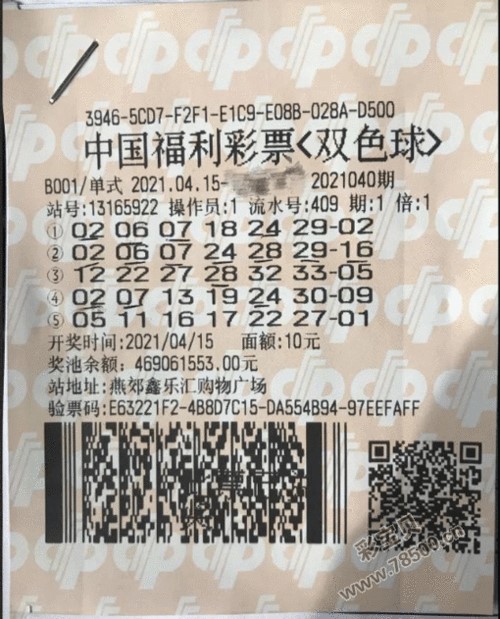 3946-5CD7-F2F1-E1C9-E08B-028A-D500
中国福利彩票<双色球>
B001/单式 2021.04.15- 2021040期
站号:13165922 操作员:1 流水号:409 期:1 倍:1
① 02 06 07 18 24 29-02
② 02 06 07 24 28 29-16
③ 12 22 27 28 32 33-05
④ 02 07 13 19 24 30-09
⑤ 05 11 16 17 22 27-01
开奖时间:2021/04/15 面额:10元
奖池余额: 469061553.00元
站地址: 燕郊鑫乐汇购物广场
验票码: E63221F2-4B8D7C15-DA554B94-97EEFAFF
彩宝贝
www.78500.cn